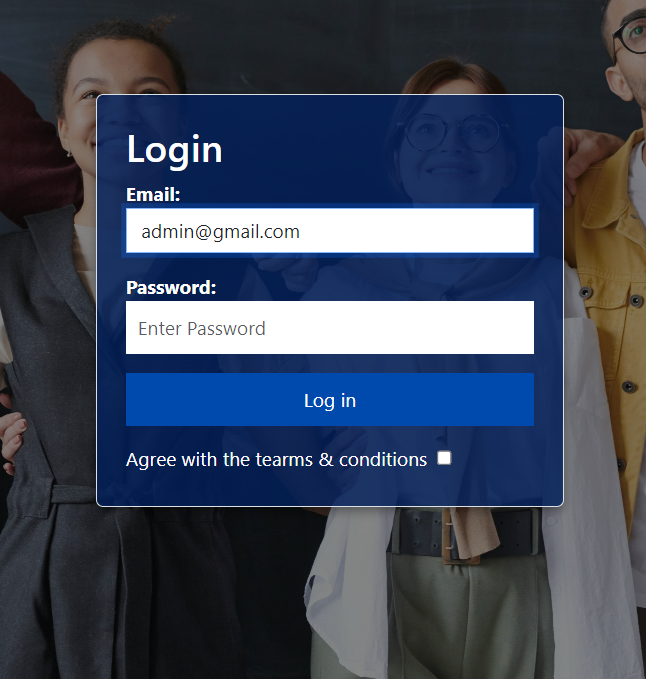 Login
Email:
admin@gmail.com
Password:
Enter Password
Log in
Agree with the tearms & conditions